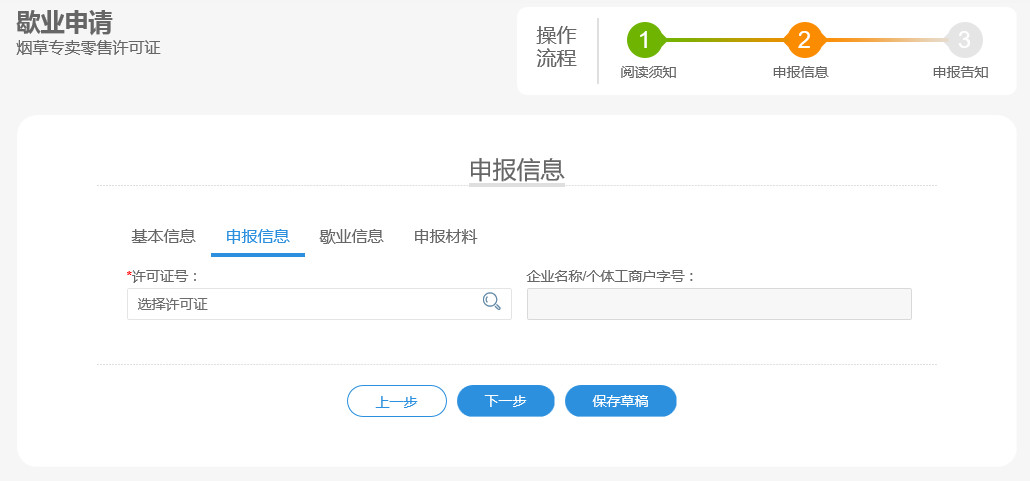 歇业申请
烟草专卖零售许可证
操作
流程
1
2
3
阅读须知
申报信息
申报告知
申报信息
基本信息
申报信息
歇业信息
申报材料
*许可证号：
企业名称/个体工商户字号：
选择许可证
上一步
下一步
保存草稿